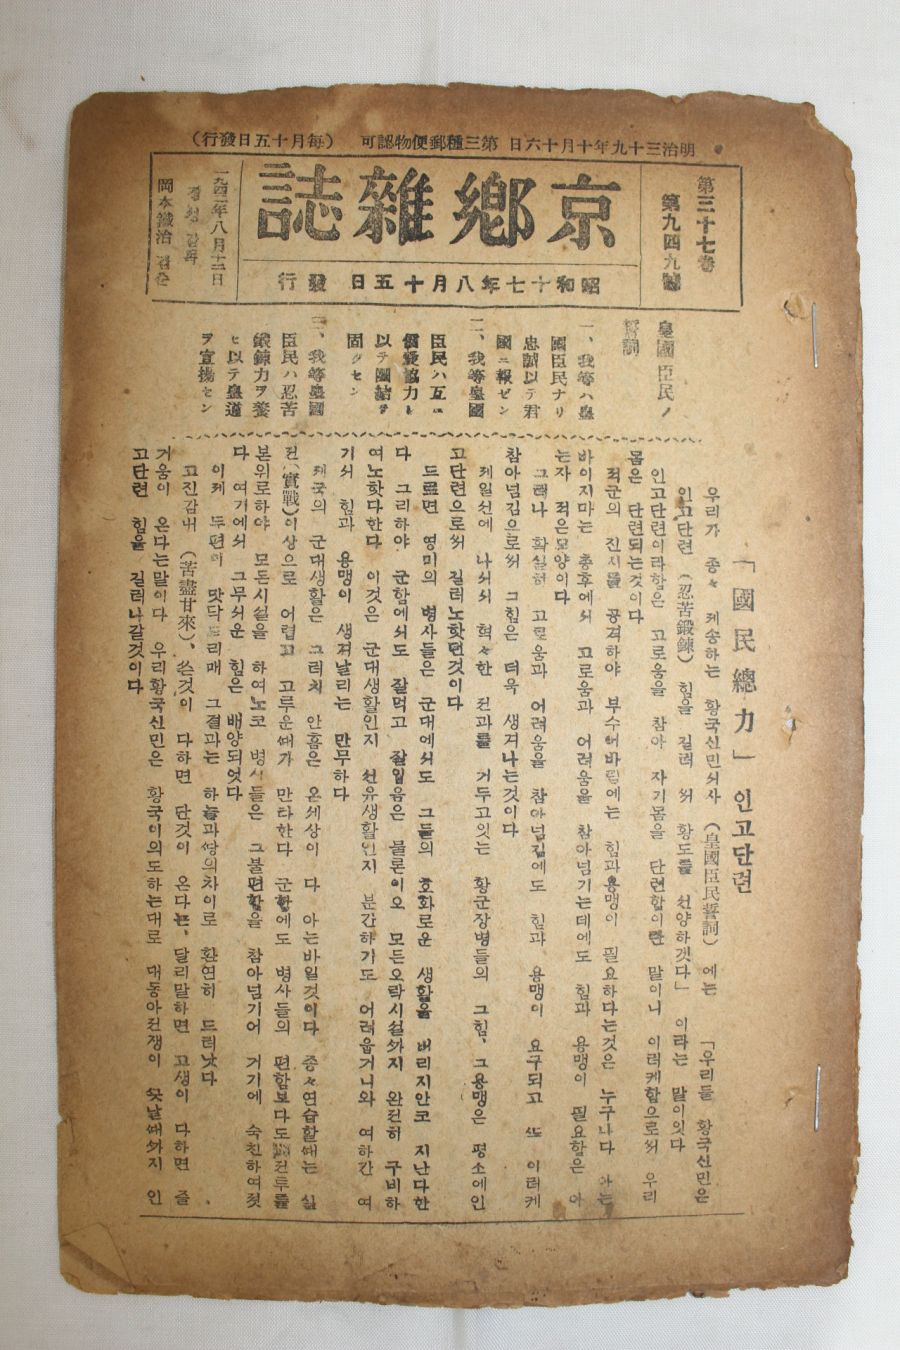 明治三十九年十月十六日 第三種郵便物認可 (每月十五日發行)
第三十七巻
第九四九號
京鄕雜誌
昭和十七年八月十五日 發行
一九四二年八月十二日
岡本鐵治
皇國臣民ノ
誓詞
一、我等ハ皇
國臣民ナリ
忠誠以テ君
國ニ報ゼン
二、我等皇國
臣民ハ互ニ
信愛協力シ
以テ團結ヲ
固クセン
三、我等皇國
臣民ハ忍苦
鍛錬力ヲ養
ヒ以テ皇道
ヲ宣揚セン
「國民總力」 인고단련
우리가 종々 제송하는 황국신민서사 (皇國臣民誓詞) 에는 「우리들 황국신민은
인고단련 (忍苦鍛鍊) 힘을 길러 써 황도를 선양하겟다」 이라는 말이잇다
인고단련이라함은 고로움을 참아 자기몸을 단련함이란 말이니 이러케함으로써 우리
몸은 단련되는것이다
적군의 진지를 공격하야 부수어바림에는 힘과용맹이 필요하다는것은 누구나다 아는
바이지마는 총후에서 고로움과 어려움을 참아넘기는데에도 힘과 용맹이 필요함은 아
는자 적은모양이다
그러나 확실히 고로움과 어려움을 참아넘김에도 힘과 용맹이 요구되고 또 이러케
참아넘김으로써 그힘은 더욱 생겨나는것이다
제일선에 나서서 혁々한 전과를 거두고잇는 황군장병들의 그힘、그용맹은 평소에인
고단련으로써 길러노핫던것이다
드르면 영미의 병사들은 군대에서도 그들의 호화로운 생활을 버리지안코 지난다한
다 그리하야 군함에서도 잘먹고 잘입음은 물론이오 모든오락시설까지 완전히 구비하
여노핫다한다 이것은 군대생활인지 선유생활인지 분간하기도 어려웁거니와 여하간 여
기서 힘과 용맹이 생겨날리는 만무하다
제국의 군대생활은 그러치 안흠은 온세상이 다 아는바일것이다 종々연습할때는 실
전(實戰)이상으로 어렵고 고루운때가 만타한다 군함에도 병사들의 편함보다도 전투를
본위로하야 모든시설을 하여노코 병사들은 그불편함을 참아넘기어 거기에 숙친하여젓
다 여기에서 그무서운 힘은 배양되엿다
이제 두편이 맛닥드리매 그결과는 하늘과땅의차이로 환연히 드러낫다
고진감내 (苦盡甘來)、쓴것이 다하면 단것이 온다는、달리말하면 고생이 다하면 즐
거움이 온다는말이다 우리황국신민은 황국이의도하는대로 대동아전쟁이 끗날때까지 인
고단련 힘을 길러나갈것이다